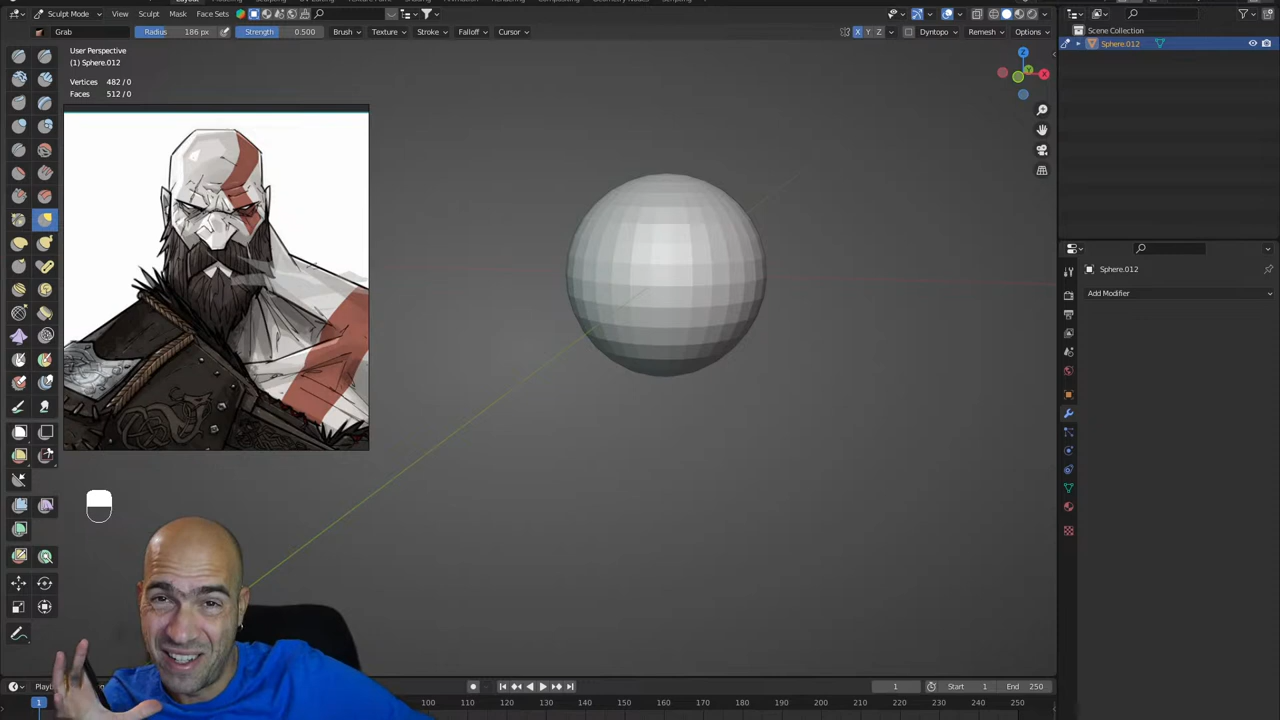 Layout
Sculpt Mode View Sculpt Mask Face Sets
Grab Radius 186 px Strength 0.500 Brush Texture Stroke Falloff Cursor X Y Z Dyntopo Remesh Options
User Perspective
(1) Sphere.012
Vertices 482 / 0
Faces 512 / 0
Z
Y
X
Scene Collection
Sphere.012
Sphere.012
Add Modifier
1 Start 1 End 250
1 100 110 120 130 140 150 160 170 180 190 200 210 220 230 240 250